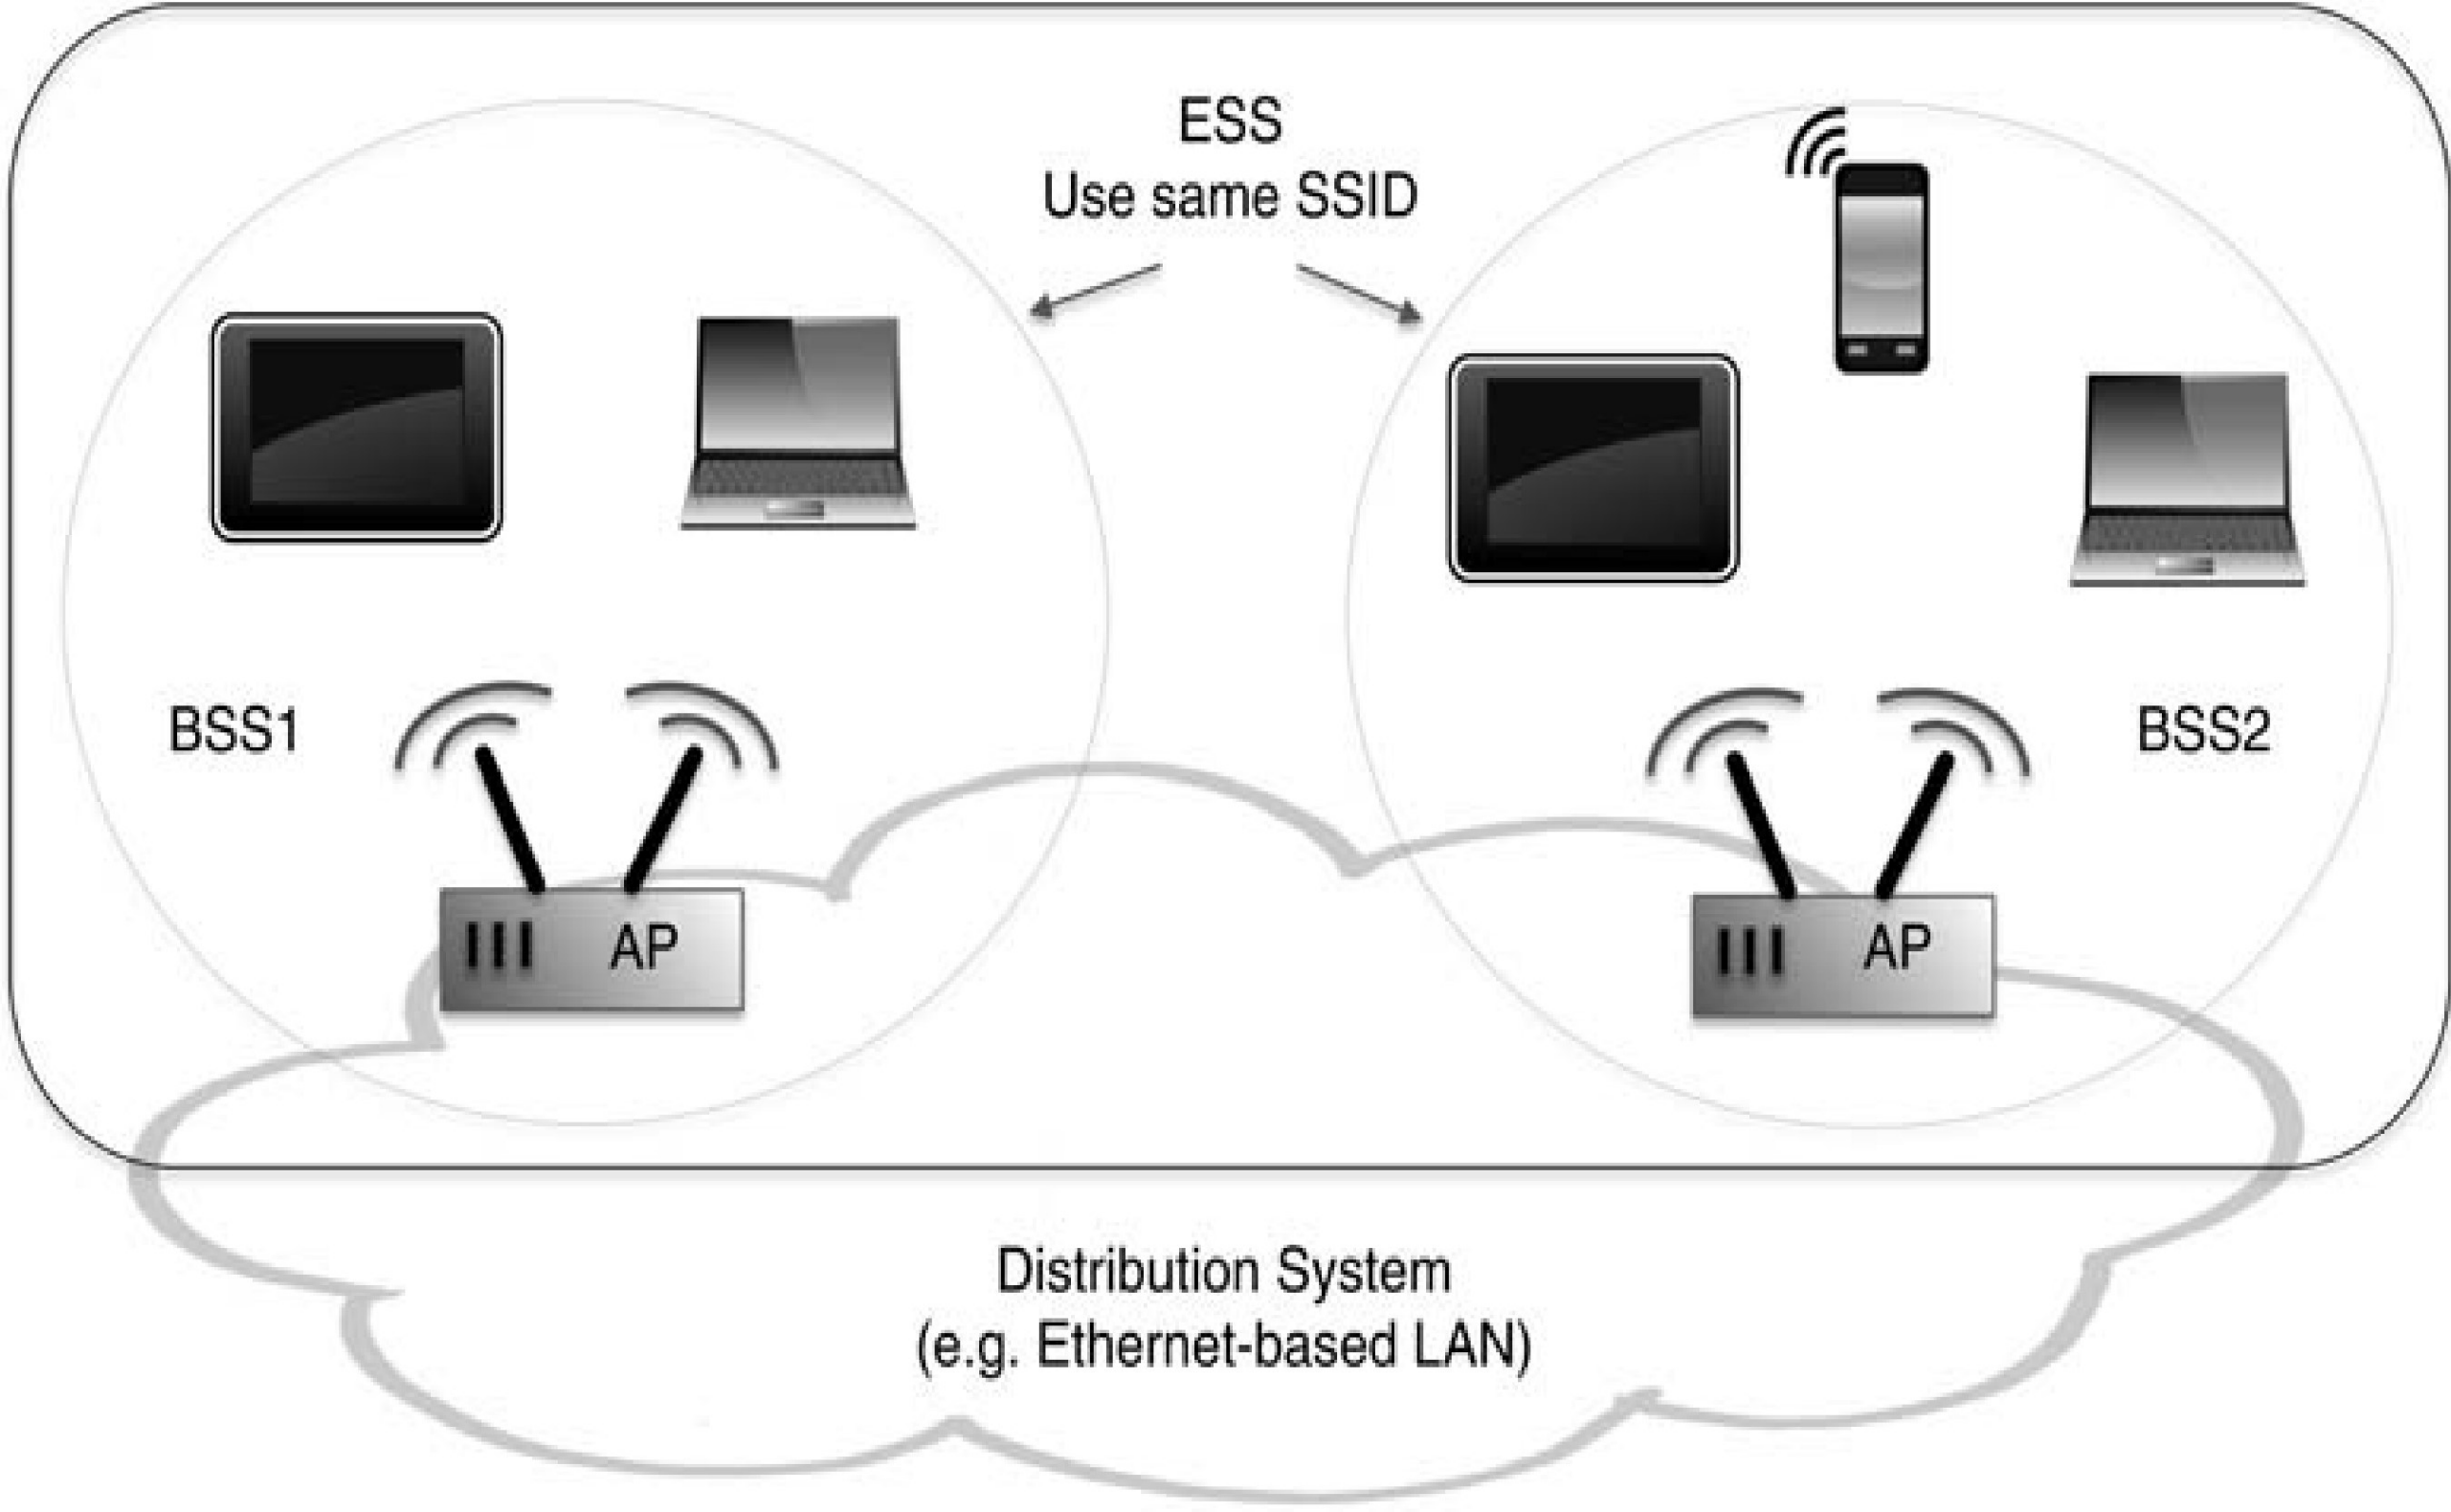 ESS
Use same SSID
BSS1
BSS2
AP
AP
Distribution System
(e.g. Ethernet-based LAN)